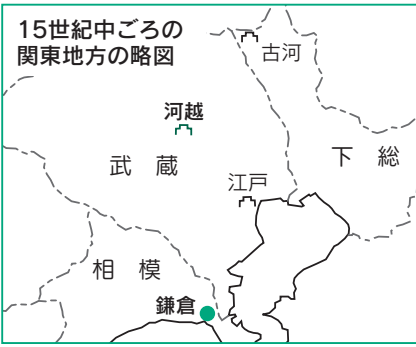 15世紀中ごろの
関東地方の略図
古河
河越
下 総
武 蔵
江戸
相 模
鎌倉